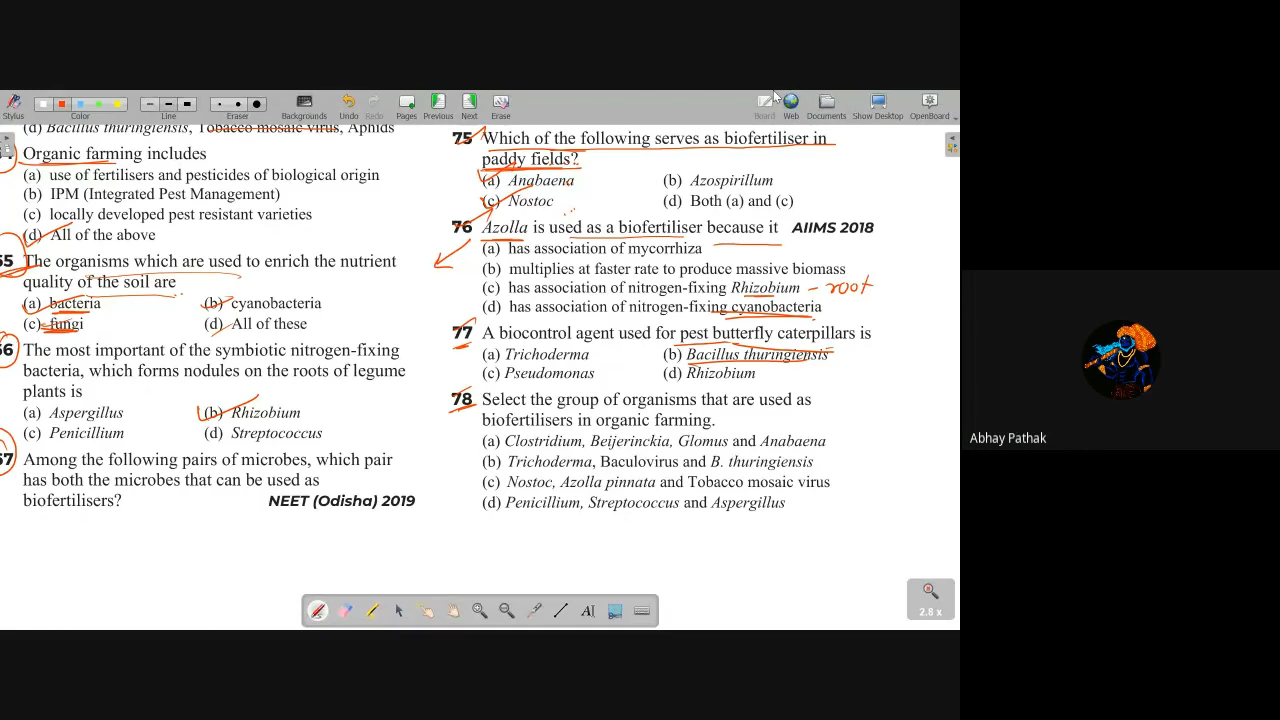 Stylus
Color
Line
Eraser
Backgrounds
Undo
Redo
Pages
Previous
Next
Erase
Board
Web
Documents
Show Desktop
OpenBoard
(d) Bacillus thuringiensis, Tobacco mosaic virus, Aphids
Organic farming includes
(a) use of fertilisers and pesticides of biological origin
(b) IPM (Integrated Pest Management)
(c) locally developed pest resistant varieties
(d) All of the above
65 The organisms which are used to enrich the nutrient
quality of the soil are
(a) bacteria (b) cyanobacteria
(c) fungi (d) All of these
66 The most important of the symbiotic nitrogen-fixing
bacteria, which forms nodules on the roots of legume
plants is
(a) Aspergillus (b) Rhizobium
(c) Penicillium (d) Streptococcus
67 Among the following pairs of microbes, which pair
has both the microbes that can be used as
biofertilisers? NEET (Odisha) 2019
75 Which of the following serves as biofertiliser in
paddy fields?
(a) Anabaena (b) Azospirillum
(c) Nostoc (d) Both (a) and (c)
76 Azolla is used as a biofertiliser because it AIIMS 2018
(a) has association of mycorrhiza
(b) multiplies at faster rate to produce massive biomass
(c) has association of nitrogen-fixing Rhizobium - root
(d) has association of nitrogen-fixing cyanobacteria
77 A biocontrol agent used for pest butterfly caterpillars is
(a) Trichoderma (b) Bacillus thuringiensis
(c) Pseudomonas (d) Rhizobium
78 Select the group of organisms that are used as
biofertilisers in organic farming.
(a) Clostridium, Beijerinckia, Glomus and Anabaena
(b) Trichoderma, Baculovirus and B. thuringiensis
(c) Nostoc, Azolla pinnata and Tobacco mosaic virus
(d) Penicillium, Streptococcus and Aspergillus
2.8 x
Abhay Pathak